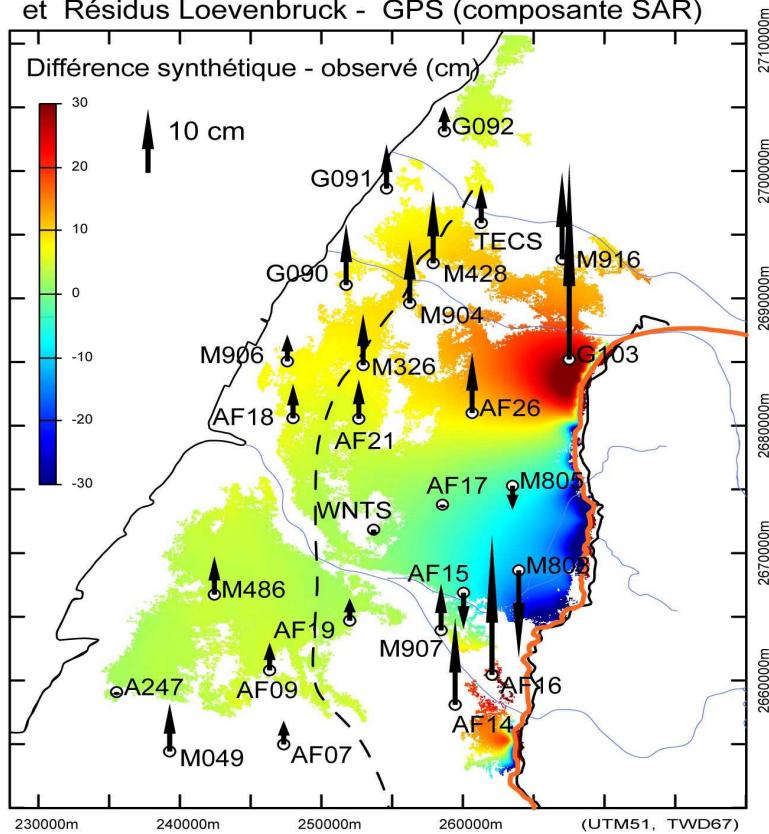 et Résidus Loevenbruck - GPS (composante SAR)
Différence synthétique - observé (cm)
30
20
10
0
-10
-20
-30
10 cm
G092
G091
TECS
M916
G090
M428
M904
M906
M326
G103
AF18
AF21
AF26
WNTS
AF17
M805
M486
AF15
M808
AF19
M907
A247
AF09
AF16
AF14
M049
AF07
2710000m
2700000m
2690000m
2680000m
2670000m
2660000m
230000m
240000m
250000m
260000m
(UTM51, TWD67)